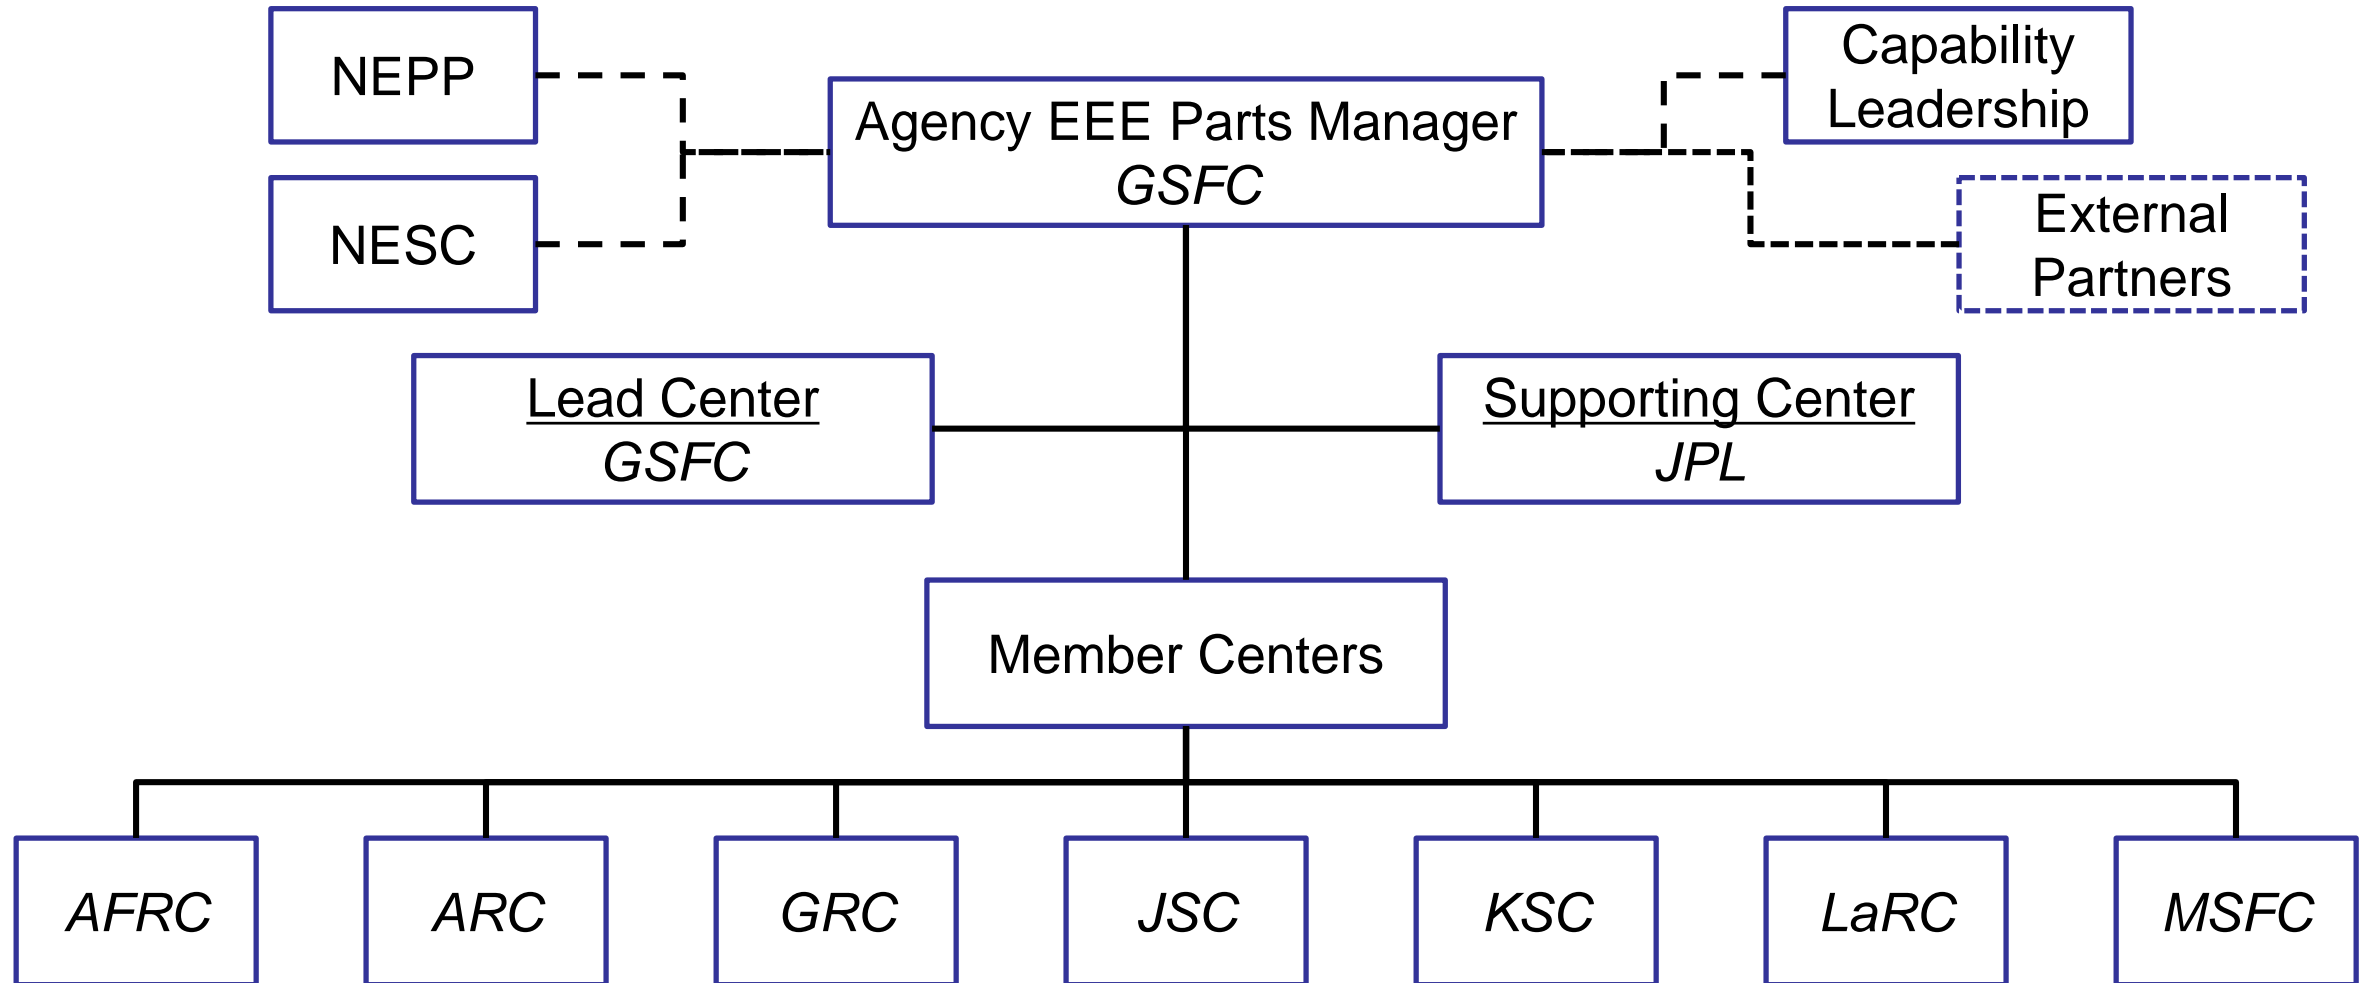 NEPP
Capability
Leadership
Agency EEE Parts Manager
GSFC
NESC
External
Partners
Lead Center
GSFC
Supporting Center
JPL
Member Centers
AFRC
ARC
GRC
JSC
KSC
LaRC
MSFC